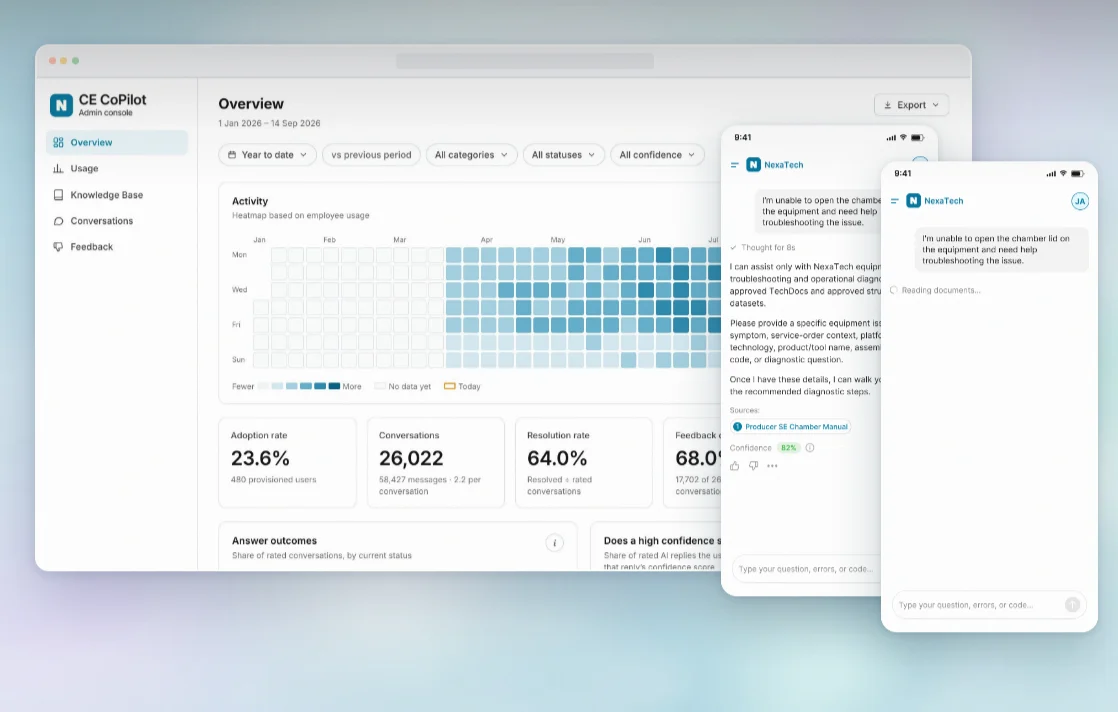 N
CE CoPilot
Admin console
Overview
Usage
Knowledge Base
Conversations
Feedback
Overview
1 Jan 2026 – 14 Sep 2026
Export
Year to date
vs previous period
All categories
All statuses
All confidence
Activity
Heatmap based on employee usage
Jan Feb Mar Apr May Jun Jul
Mon
Wed
Fri
Sun
Fewer More No data yet Today
Adoption rate
23.6%
480 provisioned users
Conversations
26,022
58,427 messages · 2.2 per
conversation
Resolution rate
64.0%
Resolved ÷ rated
conversations
Feedback
68.0
17,702 of 26
Answer outcomes
i
Share of rated conversations, by current status
Does a high confidence s
Share of rated AI replies the us
that reply's confidence score
9:41
N NexaTech
I'm unable to open the chambe
the equipment and need help
troubleshooting the issue.
Thought for 8s
I can assist only with NexaTech equipm
troubleshooting and operational diagno
approved TechDocs and approved stru
datasets.
Please provide a specific equipment iss
symptom, service-order context, platfo
technology, product/tool name, assem
code, or diagnostic question.
Once I have these details, I can walk yo
the recommended diagnostic steps.
Sources:
1 Producer SE Chamber Manual
Confidence 82%
Type your question, errors, or code...
9:41
N NexaTech
JA
I'm unable to open the chamber lid on
the equipment and need help
troubleshooting the issue.
Reading documents...
Type your question, errors, or code...